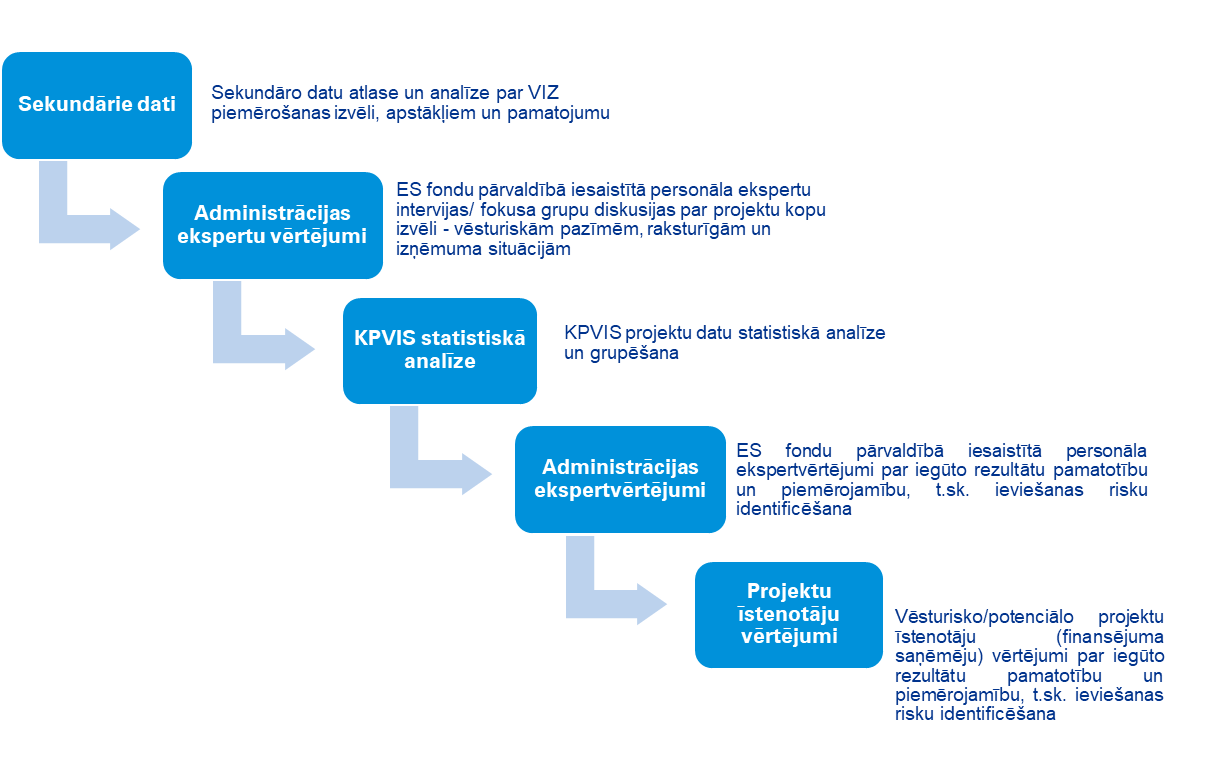 Sekundārie dati
Sekundāro datu atlase un analīze par VIZ
piemērošanas izvēli, apstākļiem un pamatojumu
Administrācijas
ekspertu vērtējumi
ES fondu pārvaldībā iesaistītā personāla ekspertu
intervijas/ fokusa grupu diskusijas par projektu kopu
izvēli - vēsturiskām pazīmēm, raksturīgām un
izņēmuma situācijām
KPVIS statistiskā
analīze
KPVIS projektu datu statistiskā analīze
un grupēšana
Administrācijas
ekspertvērtējumi
ES fondu pārvaldībā iesaistītā personāla
ekspertvērtējumi par iegūto rezultātu pamatotību
un piemērojamību, t.sk. ieviešanas risku
identificēšana
Projektu
īstenotāju
vērtējumi
Vēsturisko/potenciālo projektu
īstenotāju (finansējuma
saņēmēju) vērtējumi par iegūto
rezultātu pamatotību un
piemērojamību, t.sk. ieviešanas
risku identificēšana